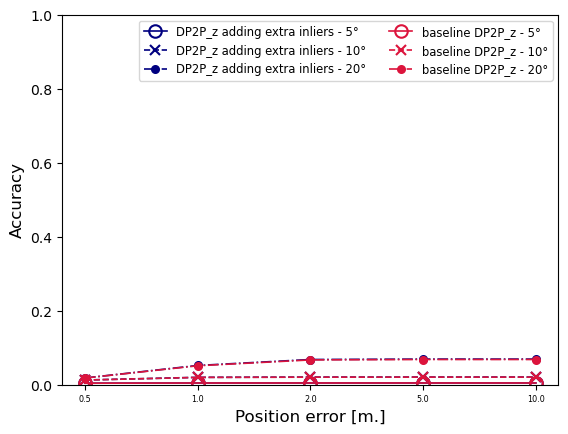 DP2P_z adding extra inliers - 5°
DP2P_z adding extra inliers - 10°
DP2P_z adding extra inliers - 20°
baseline DP2P_z - 5°
baseline DP2P_z - 10°
baseline DP2P_z - 20°
Accuracy
1.0
0.8
0.6
0.4
0.2
0.0
0.5 1.0 2.0 5.0 10.0
Position error [m.]